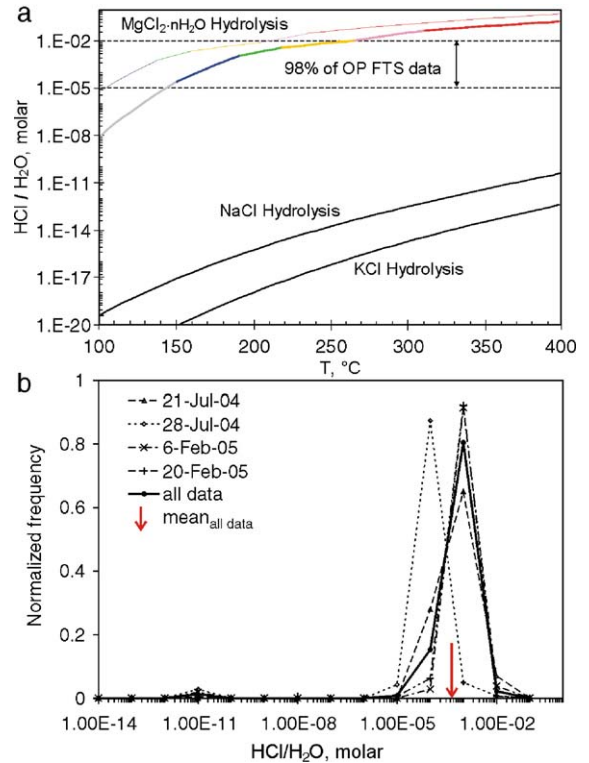 a
MgCl2·nH2O Hydrolysis
1.E-02
98% of OP FTS data
1.E-05
1.E-08
1.E-11
NaCl Hydrolysis
1.E-14
KCl Hydrolysis
1.E-17
1.E-20
HCl / H2O, molar
100 150 200 250 300 350 400
T, °C
b
1
21-Jul-04
28-Jul-04
0.8
6-Feb-05
20-Feb-05
0.6
all data
mean all data
0.4
0.2
0
Normalized frequency
1.00E-14 1.00E-11 1.00E-08 1.00E-05 1.00E-02
HCl/H2O, molar